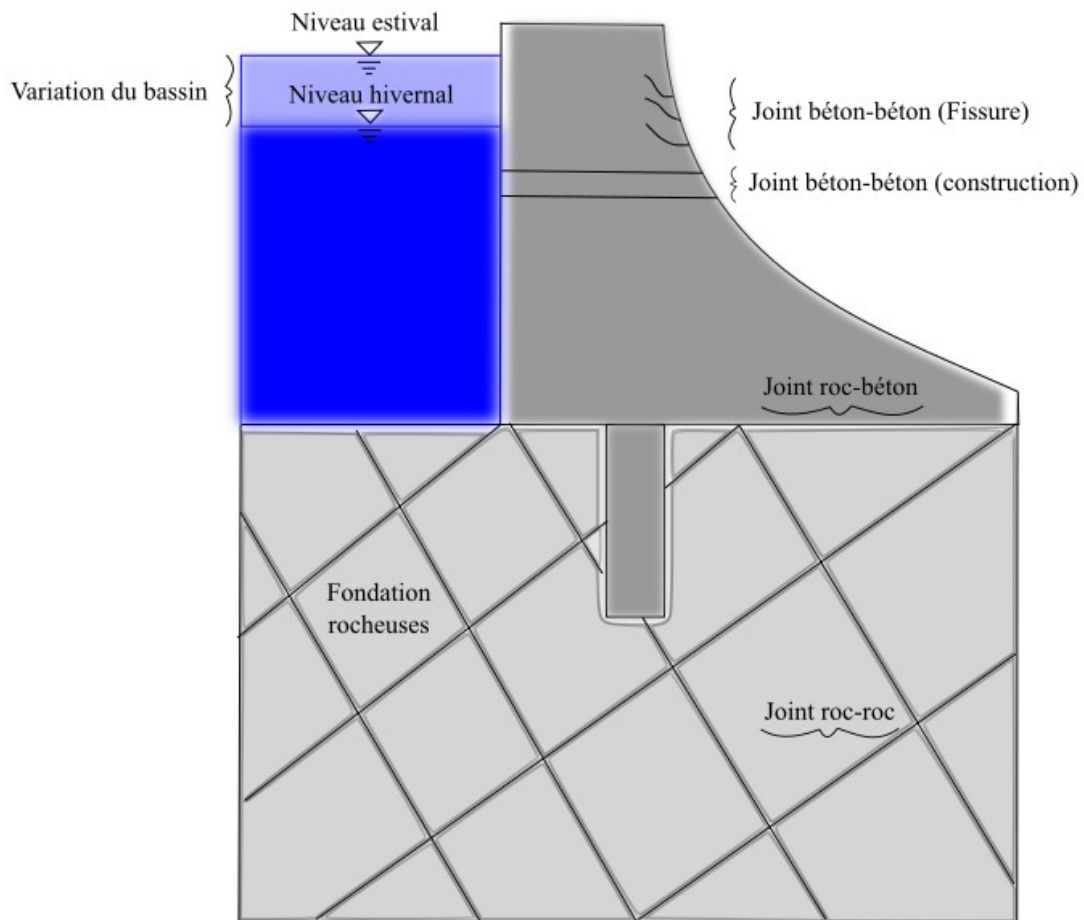 Niveau estival
Variation du bassin
Niveau hivernal
Joint béton-béton (Fissure)
Joint béton-béton (construction)
Joint roc-béton
Fondation
rocheuses
Joint roc-roc